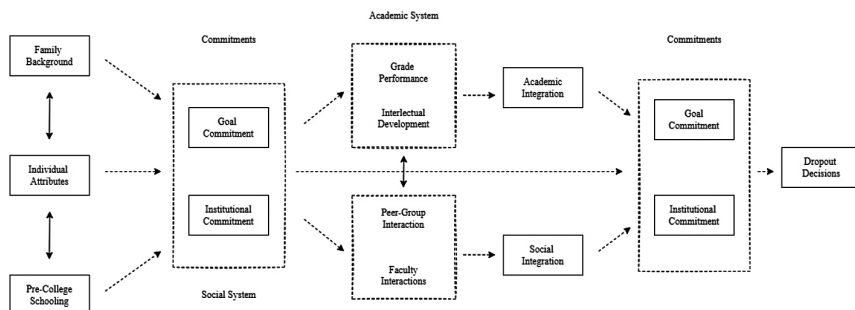 Academic System
Commitments
Commitments
Family
Background
Grade
Performance
Academic
Integration
Goal
Commitment
Interlectual
Development
Goal
Commitment
Individual
Attributes
Dropout
Decisions
Institutional
Commitment
Peer-Group
Interaction
Institutional
Commitment
Social
Integration
Faculty
Interactions
Pre-College
Schooling
Social System